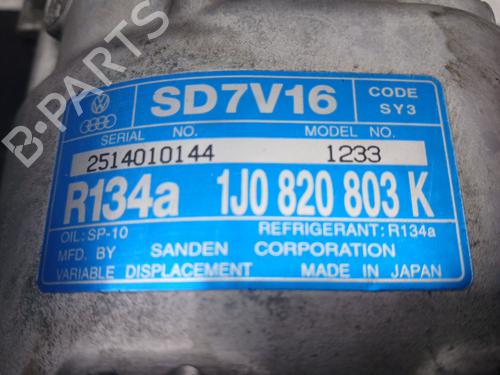 B-PARTS
SD7V16
CODE
SY3
SERIAL NO.
MODEL NO.
2514010144
1233
R134a
1J0 820 803 K
OIL: SP-10
REFRIGERANT: R134a
MFD. BY SANDEN CORPORATION
VARIABLE DISPLACEMENT MADE IN JAPAN